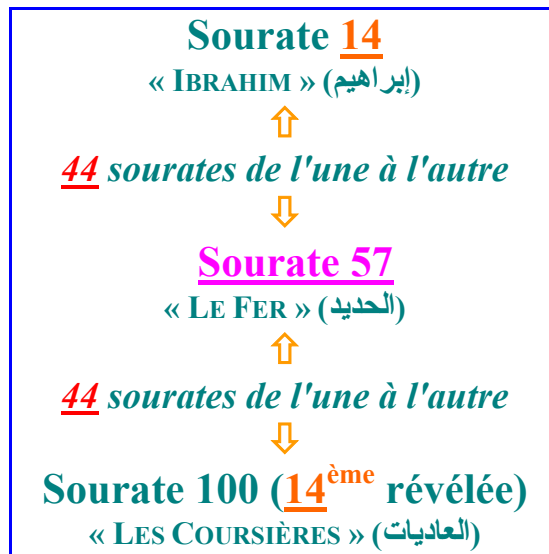 Sourate 14
« IBRAHIM » (إبراهيم)
⇧
44 sourates de l'une à l'autre
⇩
Sourate 57
« LE FER » (الحديد)
⇧
44 sourates de l'une à l'autre
⇩
Sourate 100 (14ème révélée)
« LES COURSIÈRES » (العاديات)